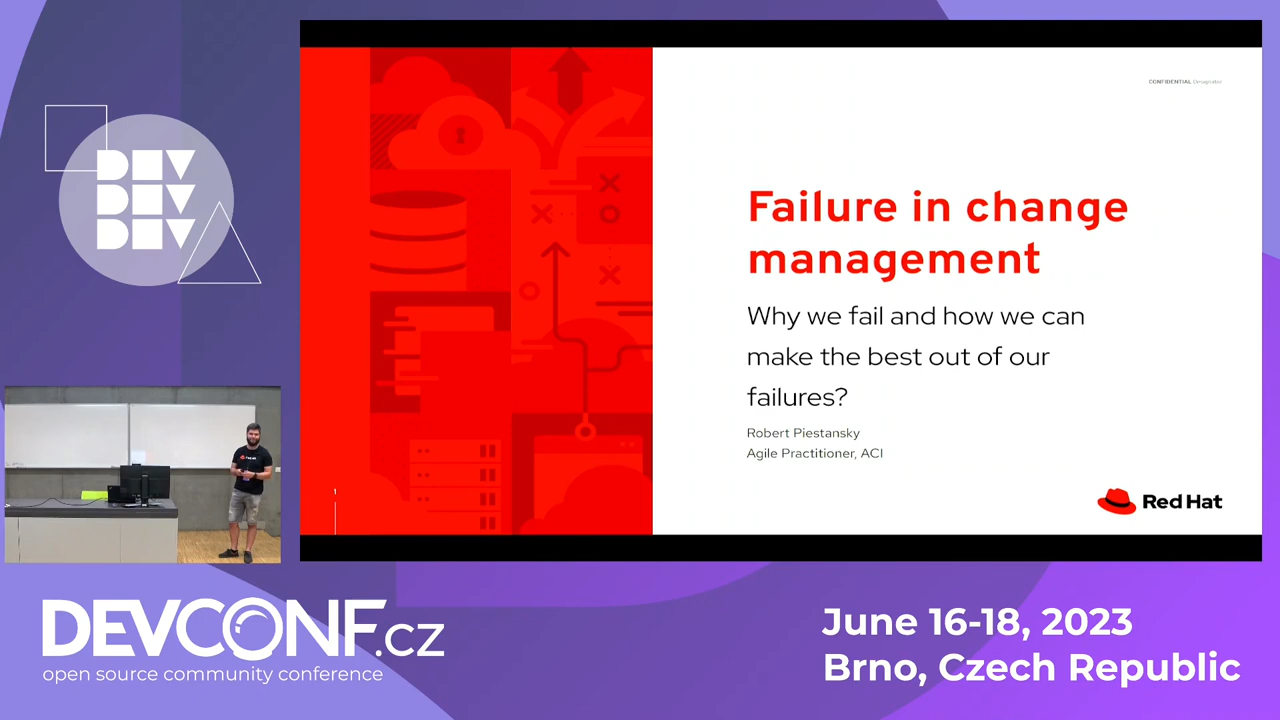 DEV
DEV
DEV
CONFIDENTIAL Designator
Failure in change
management
Why we fail and how we can
make the best out of our
failures?
Robert Piestansky
Agile Practitioner, ACI
1
Red Hat
DEVCONF.cz
open source community conference
June 16-18, 2023
Brno, Czech Republic